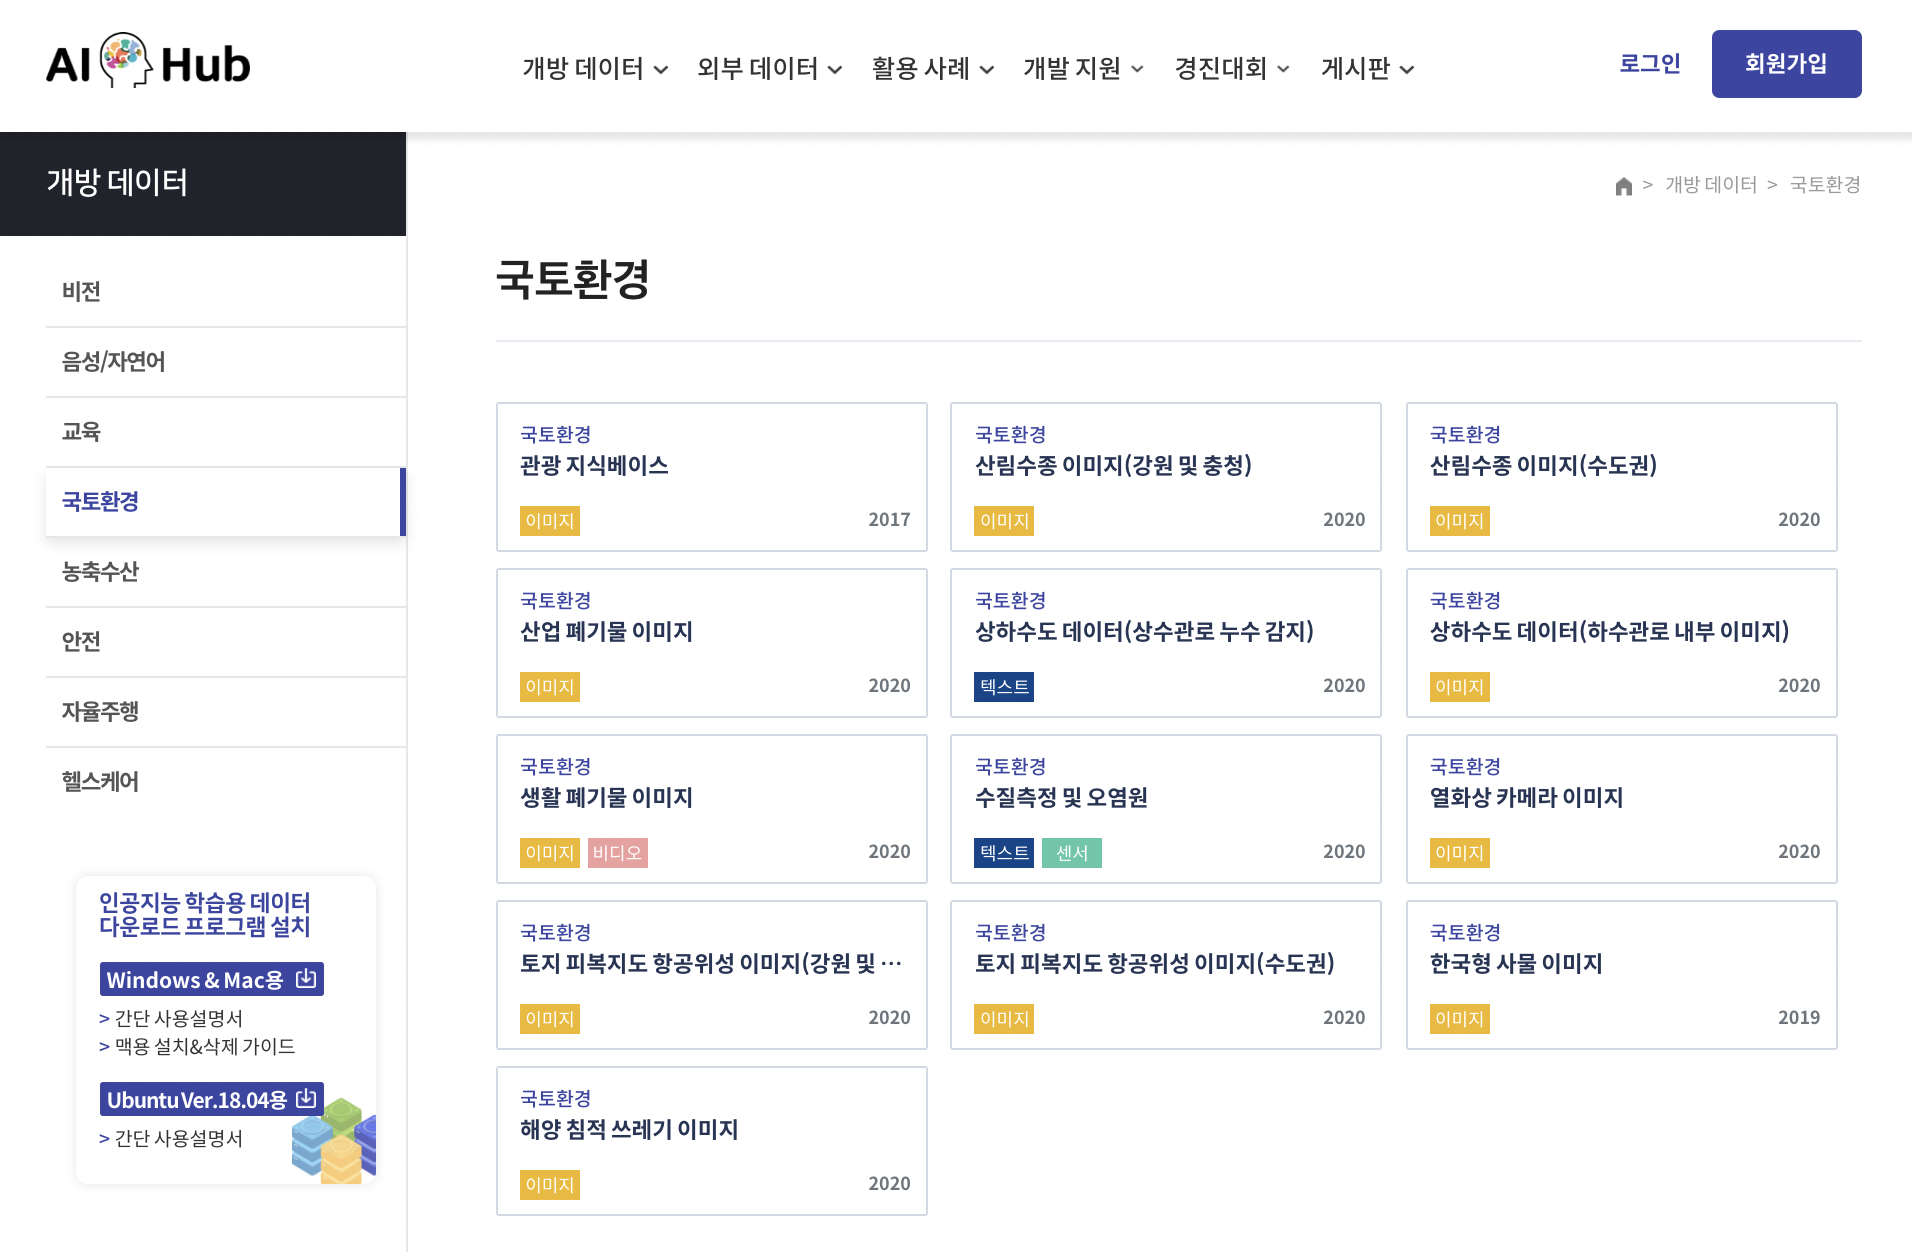 AI Hub
개방 데이터 외부 데이터 활용 사례 개발 지원 경진대회 게시판
로그인 회원가입
개방 데이터
> 개방 데이터 > 국토환경
비전
음성/자연어
교육
국토환경
농축수산
안전
자율주행
헬스케어
인공지능 학습용 데이터
다운로드 프로그램 설치
Windows & Mac용
> 간단 사용설명서
> 맥용 설치&삭제 가이드
Ubuntu Ver.18.04용
> 간단 사용설명서
국토환경
국토환경
관광 지식베이스
이미지 2017
국토환경
산림수종 이미지(강원 및 충청)
이미지 2020
국토환경
산림수종 이미지(수도권)
이미지 2020
국토환경
산업 폐기물 이미지
이미지 2020
국토환경
상하수도 데이터(상수관로 누수 감지)
텍스트 2020
국토환경
상하수도 데이터(하수관로 내부 이미지)
이미지 2020
국토환경
생활 폐기물 이미지
이미지 비디오 2020
국토환경
수질측정 및 오염원
텍스트 센서 2020
국토환경
열화상 카메라 이미지
이미지 2020
국토환경
토지 피복지도 항공위성 이미지(강원 및 …
이미지 2020
국토환경
토지 피복지도 항공위성 이미지(수도권)
이미지 2020
국토환경
한국형 사물 이미지
이미지 2019
국토환경
해양 침적 쓰레기 이미지
이미지 2020